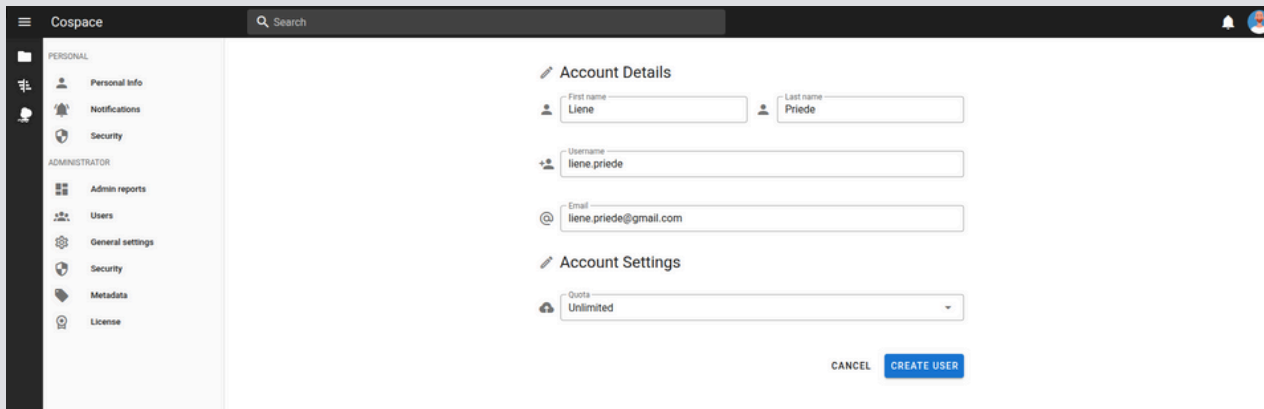 Cospace
Search
PERSONAL
Personal Info
Notifications
Security
ADMINISTRATOR
Admin reports
Users
General settings
Security
Metadata
License
Account Details
First name
Liene
Last name
Priede
Username
liene.priede
Email
liene.priede@gmail.com
Account Settings
Quota
Unlimited
CANCEL
CREATE USER